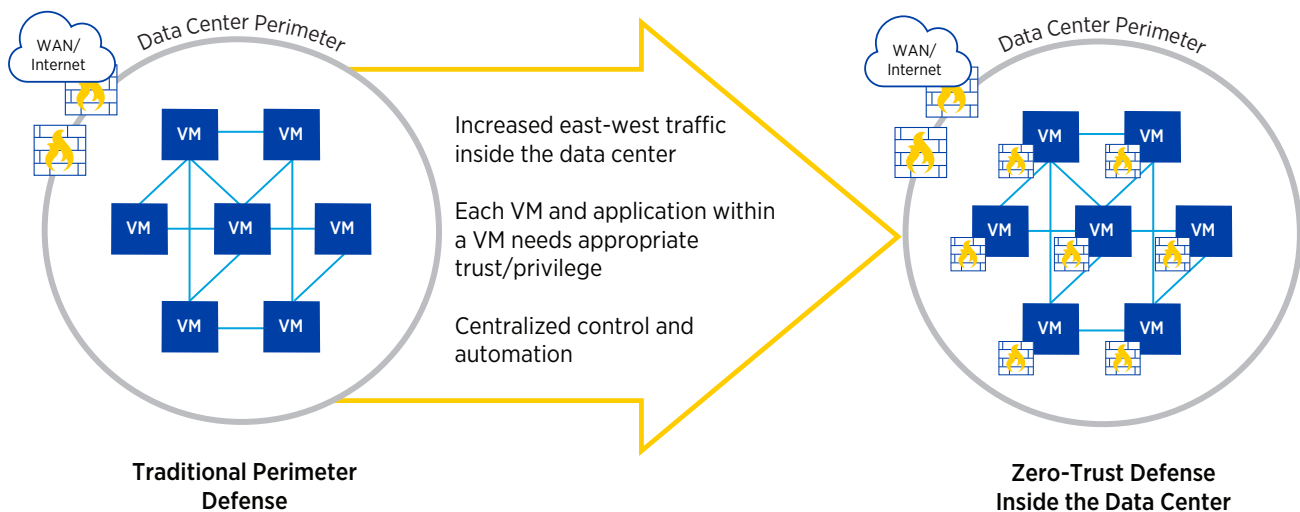 WAN/
Internet
Data Center Perimeter
VM
VM
VM
VM
VM
VM
VM
Traditional Perimeter
Defense
Increased east-west traffic
inside the data center
Each VM and application within
a VM needs appropriate
trust/privilege
Centralized control and
automation
WAN/
Internet
Data Center Perimeter
VM
VM
VM
VM
VM
VM
VM
Zero-Trust Defense
Inside the Data Center